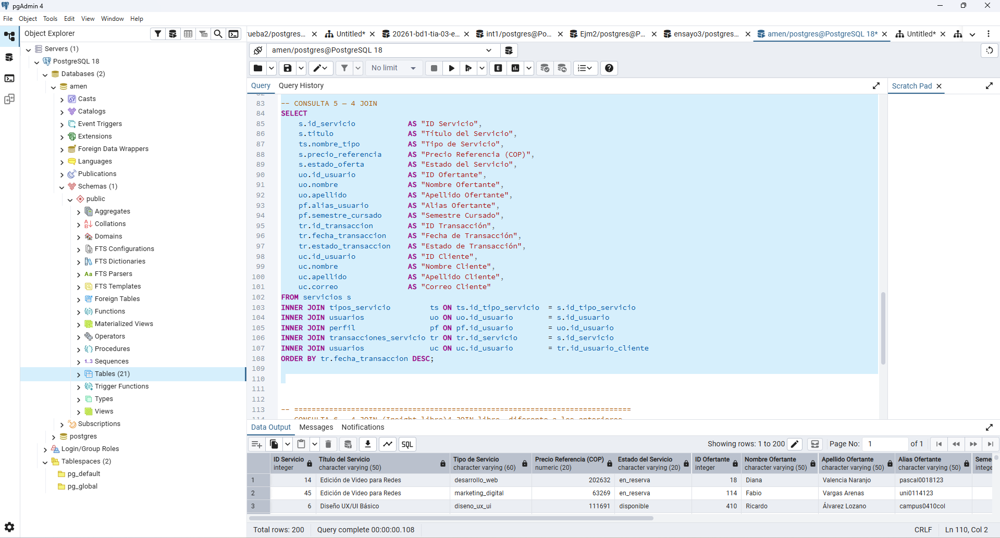 pgAdmin 4
File Object Tools Edit View Window Help
Object Explorer
rueba2/postgres... Untitled* 20261-bd1-tia-03-e... int1/postgres@Po... Ejm2/postgres@P... ensayo3/postgres... amen/postgres@PostgreSQL 18* Untitled*
amen/postgres@PostgreSQL 18
No limit
Query Query History
Scratch Pad
Servers (1)
PostgreSQL 18
Databases (2)
amen
Casts
Catalogs
Event Triggers
Extensions
Foreign Data Wrappers
Languages
Publications
Schemas (1)
public
Aggregates
Collations
Domains
FTS Configurations
FTS Dictionaries
FTS Parsers
FTS Templates
Foreign Tables
Functions
Materialized Views
Operators
Procedures
1..3 Sequences
Tables (21)
Trigger Functions
Types
Views
Subscriptions
postgres
Login/Group Roles
Tablespaces (2)
pg_default
pg_global
83 -- CONSULTA 5 — 4 JOIN
84 SELECT
85 s.id_servicio AS "ID Servicio",
86 s.titulo AS "Título del Servicio",
87 ts.nombre_tipo AS "Tipo de Servicio",
88 s.precio_referencia AS "Precio Referencia (COP)",
89 s.estado_oferta AS "Estado del Servicio",
90 uo.id_usuario AS "ID Ofertante",
91 uo.nombre AS "Nombre Ofertante",
92 uo.apellido AS "Apellido Ofertante",
93 pf.alias_usuario AS "Alias Ofertante",
94 pf.semestre_cursado AS "Semestre Cursado",
95 tr.id_transaccion AS "ID Transacción",
96 tr.fecha_transaccion AS "Fecha de Transacción",
97 tr.estado_transaccion AS "Estado de Transacción",
98 uc.id_usuario AS "ID Cliente",
99 uc.nombre AS "Nombre Cliente",
100 uc.apellido AS "Apellido Cliente",
101 uc.correo AS "Correo Cliente"
102 FROM servicios s
103 INNER JOIN tipos_servicio ts ON ts.id_tipo_servicio = s.id_tipo_servicio
104 INNER JOIN usuarios uo ON uo.id_usuario = s.id_usuario
105 INNER JOIN perfil pf ON pf.id_usuario = uo.id_usuario
106 INNER JOIN transacciones_servicio tr ON tr.id_servicio = s.id_servicio
107 INNER JOIN usuarios uc ON uc.id_usuario = tr.id_usuario_cliente
108 ORDER BY tr.fecha_transaccion DESC;
109
110
111
112
113 -- =============================================================================
114 CONSULTA 6 — 4 JOIN (Insight libre)4 JOIN libre, diferente a los anteriores
Data Output Messages Notifications
SQL Showing rows: 1 to 200 Page No: 1 of 1
ID Servicio Título del Servicio Tipo de Servicio Precio Referencia (COP) Estado del Servicio ID Ofertante Nombre Ofertante Apellido Ofertante Alias Ofertante Seme
integer character varying (50) character varying (60) numeric (20) character varying (20) integer character varying (50) character varying (50) character varying (50) intege
1 14 Edición de Video para Redes desarrollo_web 202632 en_reserva 18 Diana Valencia Naranjo pascal0018123
2 45 Edición de Video para Redes marketing_digital 63269 en_reserva 114 Fabio Vargas Arenas uni0114123
3 6 Diseño UX/UI Básico diseno_ux_ui 111691 disponible 410 Ricardo Álvarez Lozano campus0410col
Total rows: 200 Query complete 00:00:00.108 CRLF Ln 110, Col 2